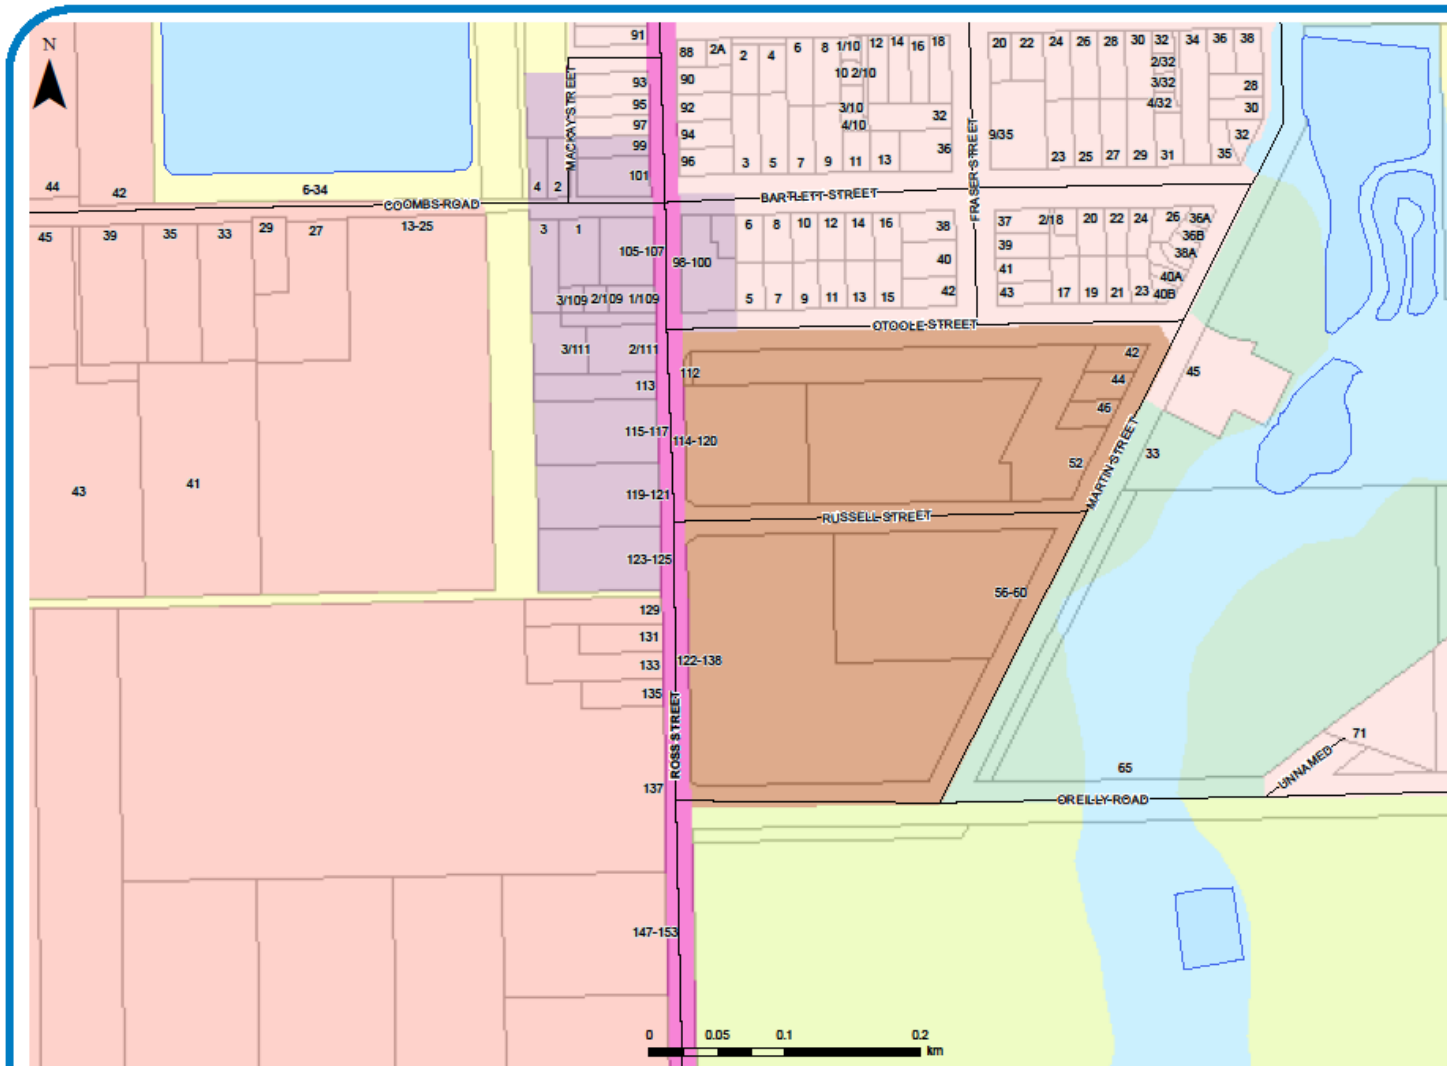 N
91
88 2A 2 4 6 8 1/10 12 14 16 18
20 22 24 26 28 30 32 34 36 38
2/32
MACKAY STREET
93
90
10 2/10
3/32
28
95
92
3/10
4/32
30
97
94
4/10
32
FRASER STREET
9/35
32
99
96
3 5 7 9 11 13
36
23 25 27 29 31
35
101
44 42 6-34 4 2
COOMBS ROAD
BARTLETT STREET
45 39 35 33 29 27 13-25 3 1
6 8 10 12 14 16 38
37 2/18 20 22 24 26 36A
36B
105-107
98-100
39
38A
40
41
40A
3/109 2/109 1/109
5 7 9 11 13 15 42
43 17 19 21 23 40B
OTOOLE STREET
3/111 2/111
42
112
45
113
44
46
115-117
114-120
MARTIN STREET
33
52
43 41
119-121
RUSSELL STREET
123-125
56-60
129
131
133
122-138
135
ROSS STREET
137
71
UNNAMED
65
OREILLY ROAD
147-153
0 0.05 0.1 0.2
km